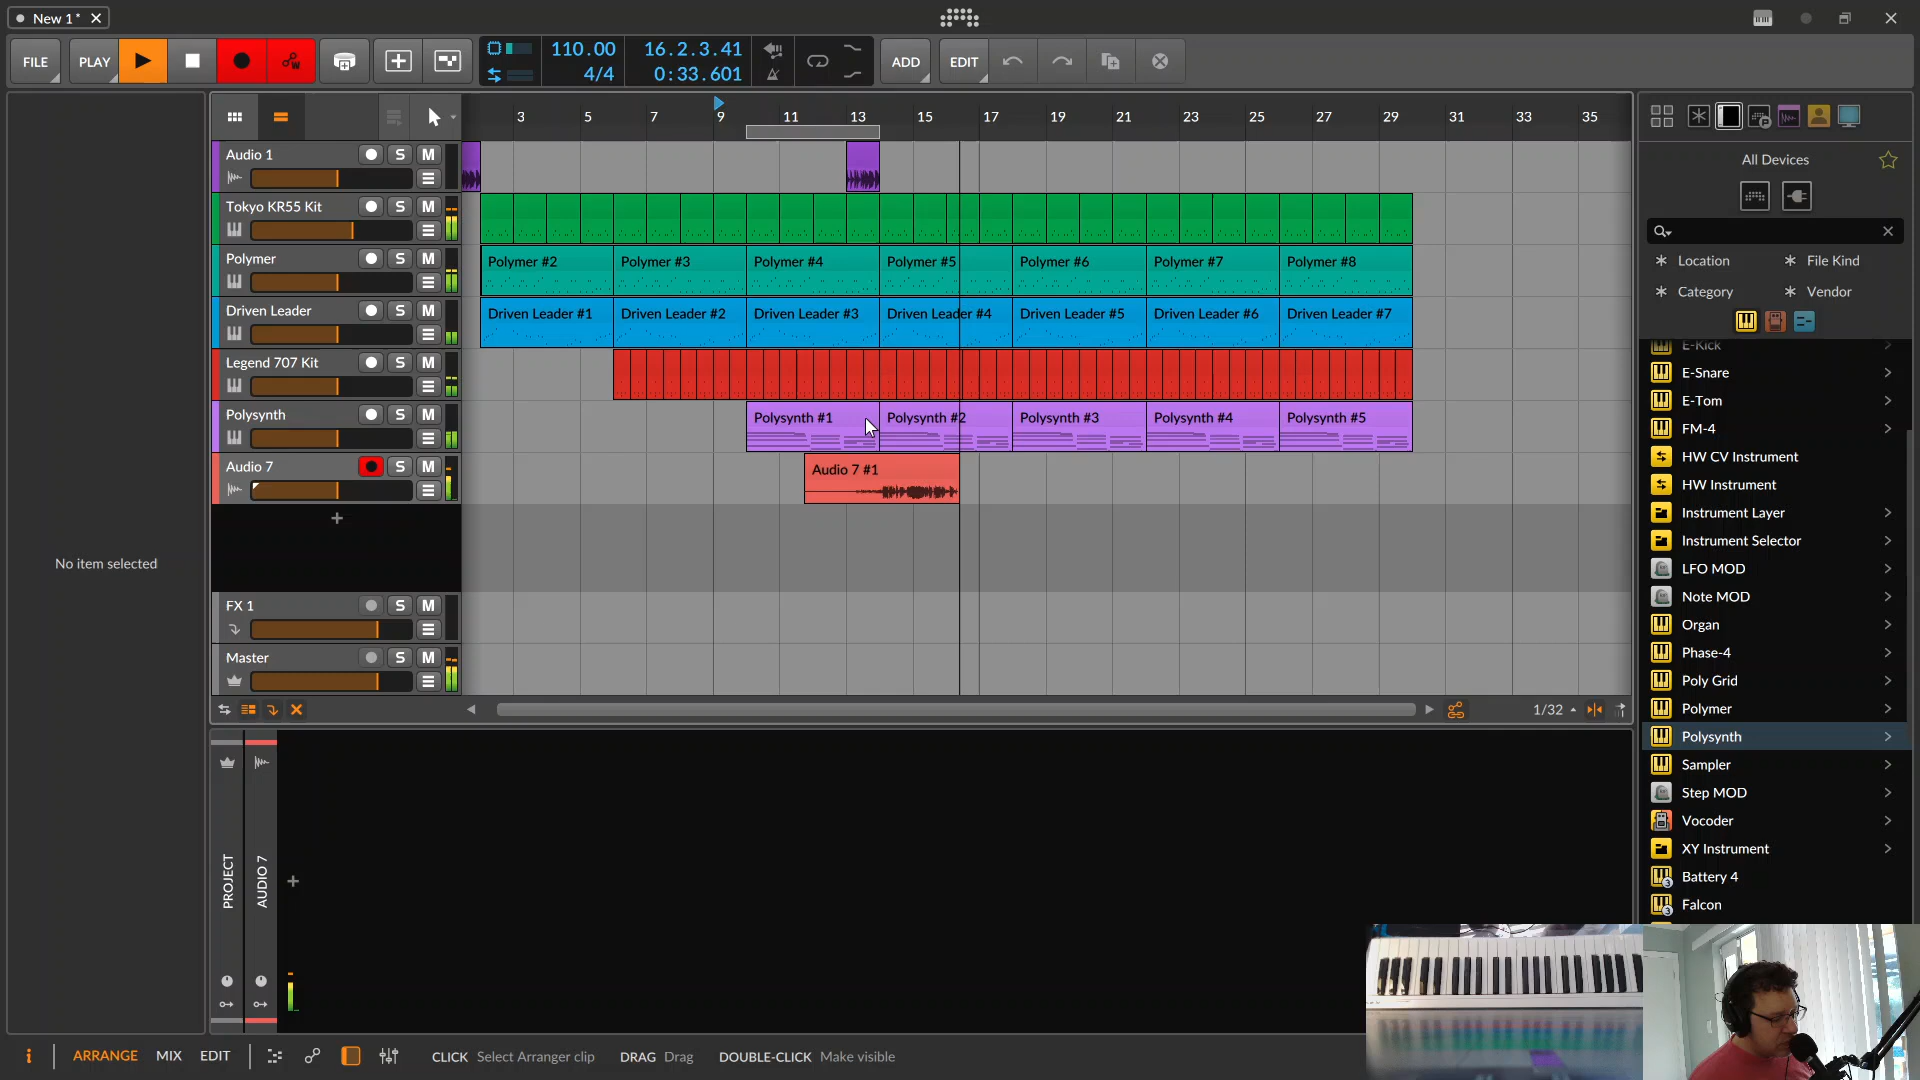 New 1 *
FILE
PLAY
110.00
4/4
16.2.3.41
0:33.601
ADD
EDIT
3 5 7 9 11 13 15 17 19 21 23 25 27 29 31 33 35
Audio 1 S M
Tokyo KR55 Kit S M
Polymer S M
Polymer #2 Polymer #3 Polymer #4 Polymer #5 Polymer #6 Polymer #7 Polymer #8
Driven Leader S M
Driven Leader #1 Driven Leader #2 Driven Leader #3 Driven Leader #4 Driven Leader #5 Driven Leader #6 Driven Leader #7
Legend 707 Kit S M
Polysynth S M
Polysynth #1 Polysynth #2 Polysynth #3 Polysynth #4 Polysynth #5
Audio 7 S M
Audio 7 #1
FX 1 S M
Master S M
1/32
No item selected
PROJECT
AUDIO 7
All Devices
Location
File Kind
Category
Vendor
E-Kick
E-Snare
E-Tom
FM-4
HW CV Instrument
HW Instrument
Instrument Layer
Instrument Selector
LFO MOD
Note MOD
Organ
Phase-4
Poly Grid
Polymer
Polysynth
Sampler
Step MOD
Vocoder
XY Instrument
Battery 4
Falcon
i
ARRANGE MIX EDIT
CLICK Select Arranger clip DRAG Drag DOUBLE-CLICK Make visible